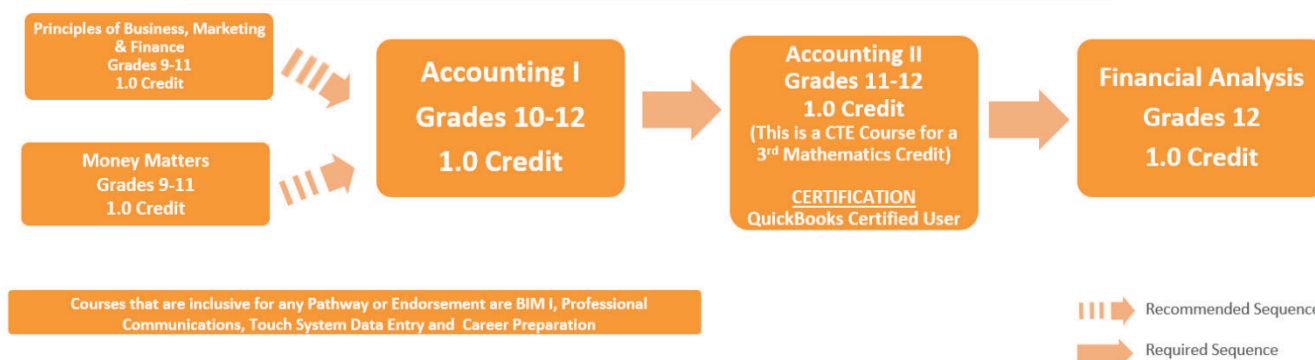 Principles of Business, Marketing
& Finance
Grades 9-11
1.0 Credit
Money Matters
Grades 9-11
1.0 Credit
Accounting I
Grades 10-12
1.0 Credit
Accounting II
Grades 11-12
1.0 Credit
(This is a CTE Course for a
3rd Mathematics Credit)
CERTIFICATION
QuickBooks Certified User
Financial Analysis
Grades 12
1.0 Credit
Courses that are inclusive for any Pathway or Endorsement are BIM I, Professional
Communications, Touch System Data Entry and Career Preparation
Recommended Sequence
Required Sequence